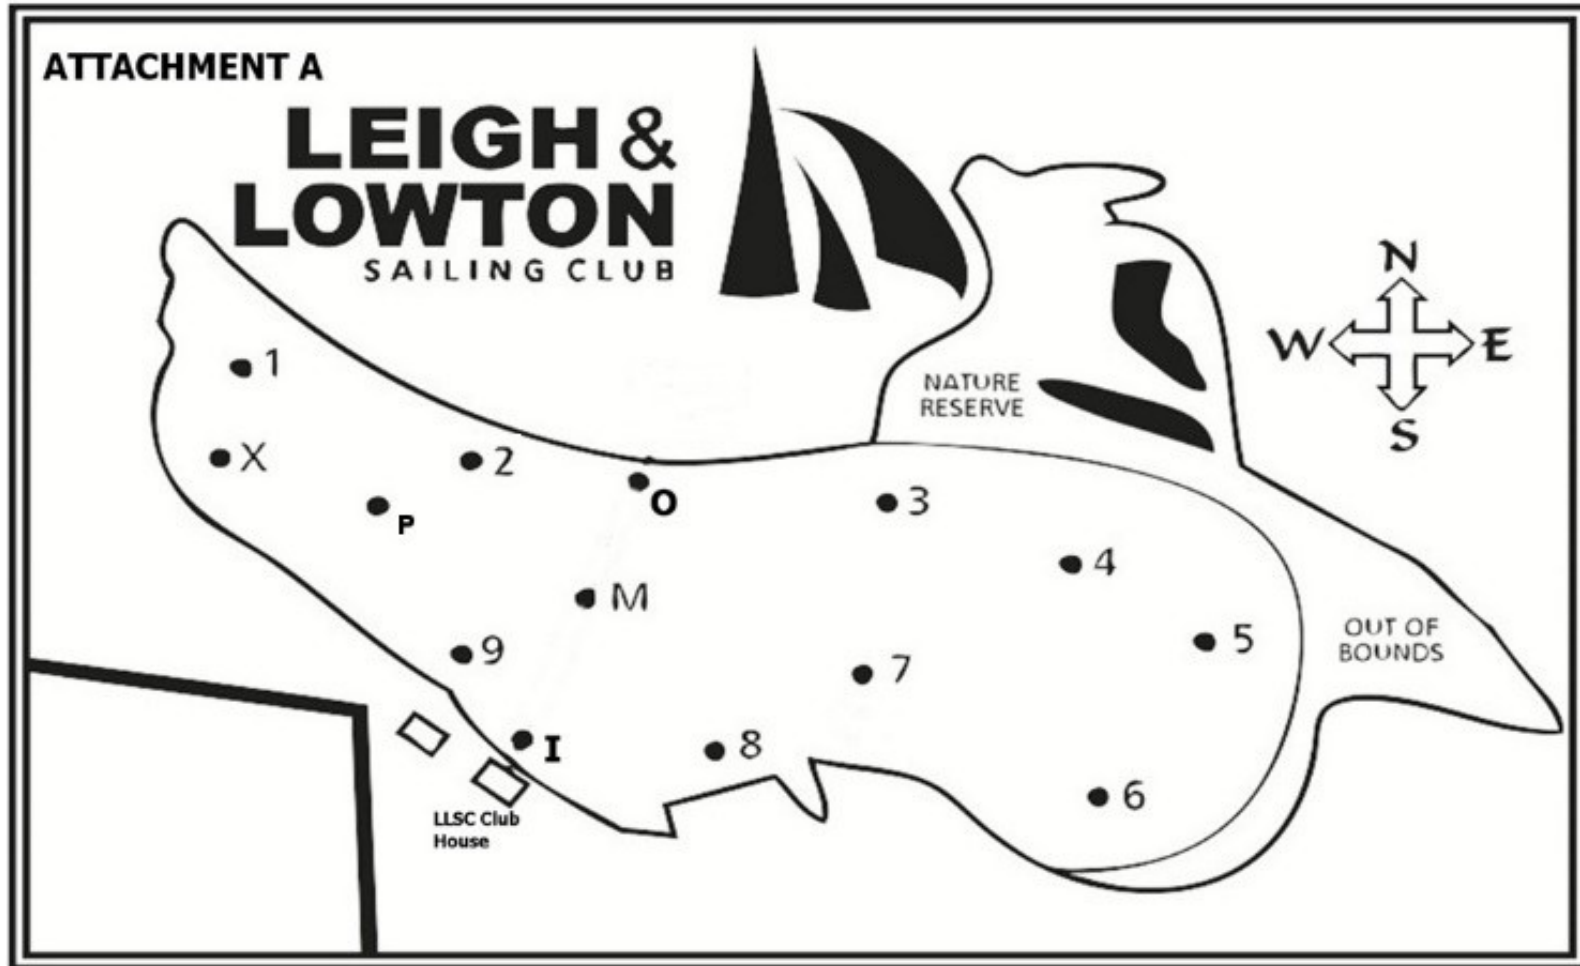 ATTACHMENT A
LEIGH &
LOWTON
SAILING CLUB
N
W E
S
NATURE
RESERVE
1
X
2
P
O
3
4
M
9
5
OUT OF
BOUNDS
7
I
8
6
LLSC Club
House